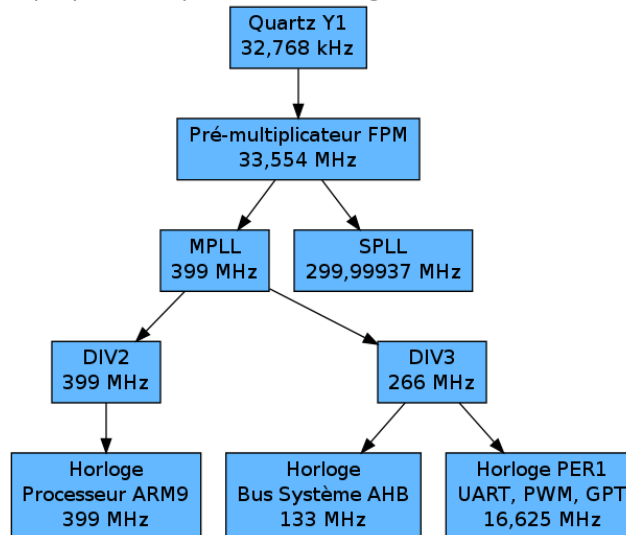 Quartz Y1
32,768 kHz
Pré-multiplicateur FPM
33,554 MHz
MPLL
399 MHz
SPLL
299,99937 MHz
DIV2
399 MHz
DIV3
266 MHz
Horloge
Processeur ARM9
399 MHz
Horloge
Bus Système AHB
133 MHz
Horloge PER1
UART, PWM, GPT
16,625 MHz